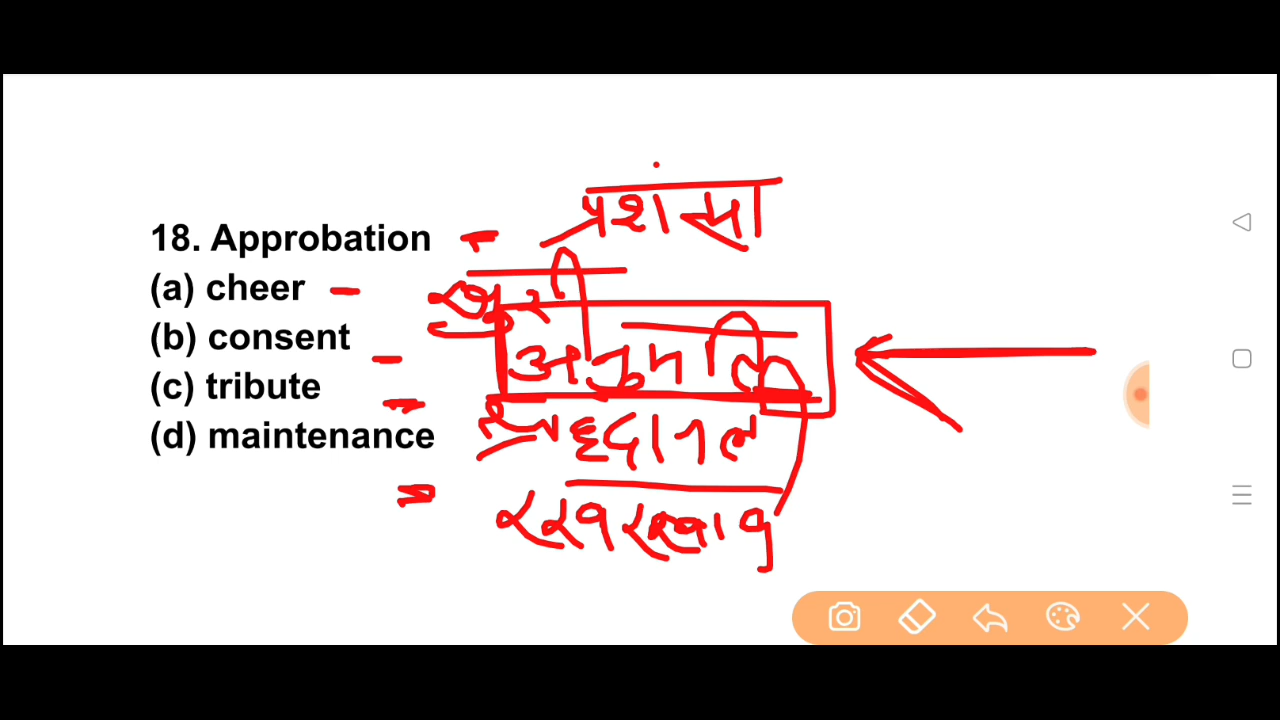 प्रशंसा
18. Approbation -
(a) cheer - खुश
(b) consent - अनुमति
(c) tribute -
(d) maintenance